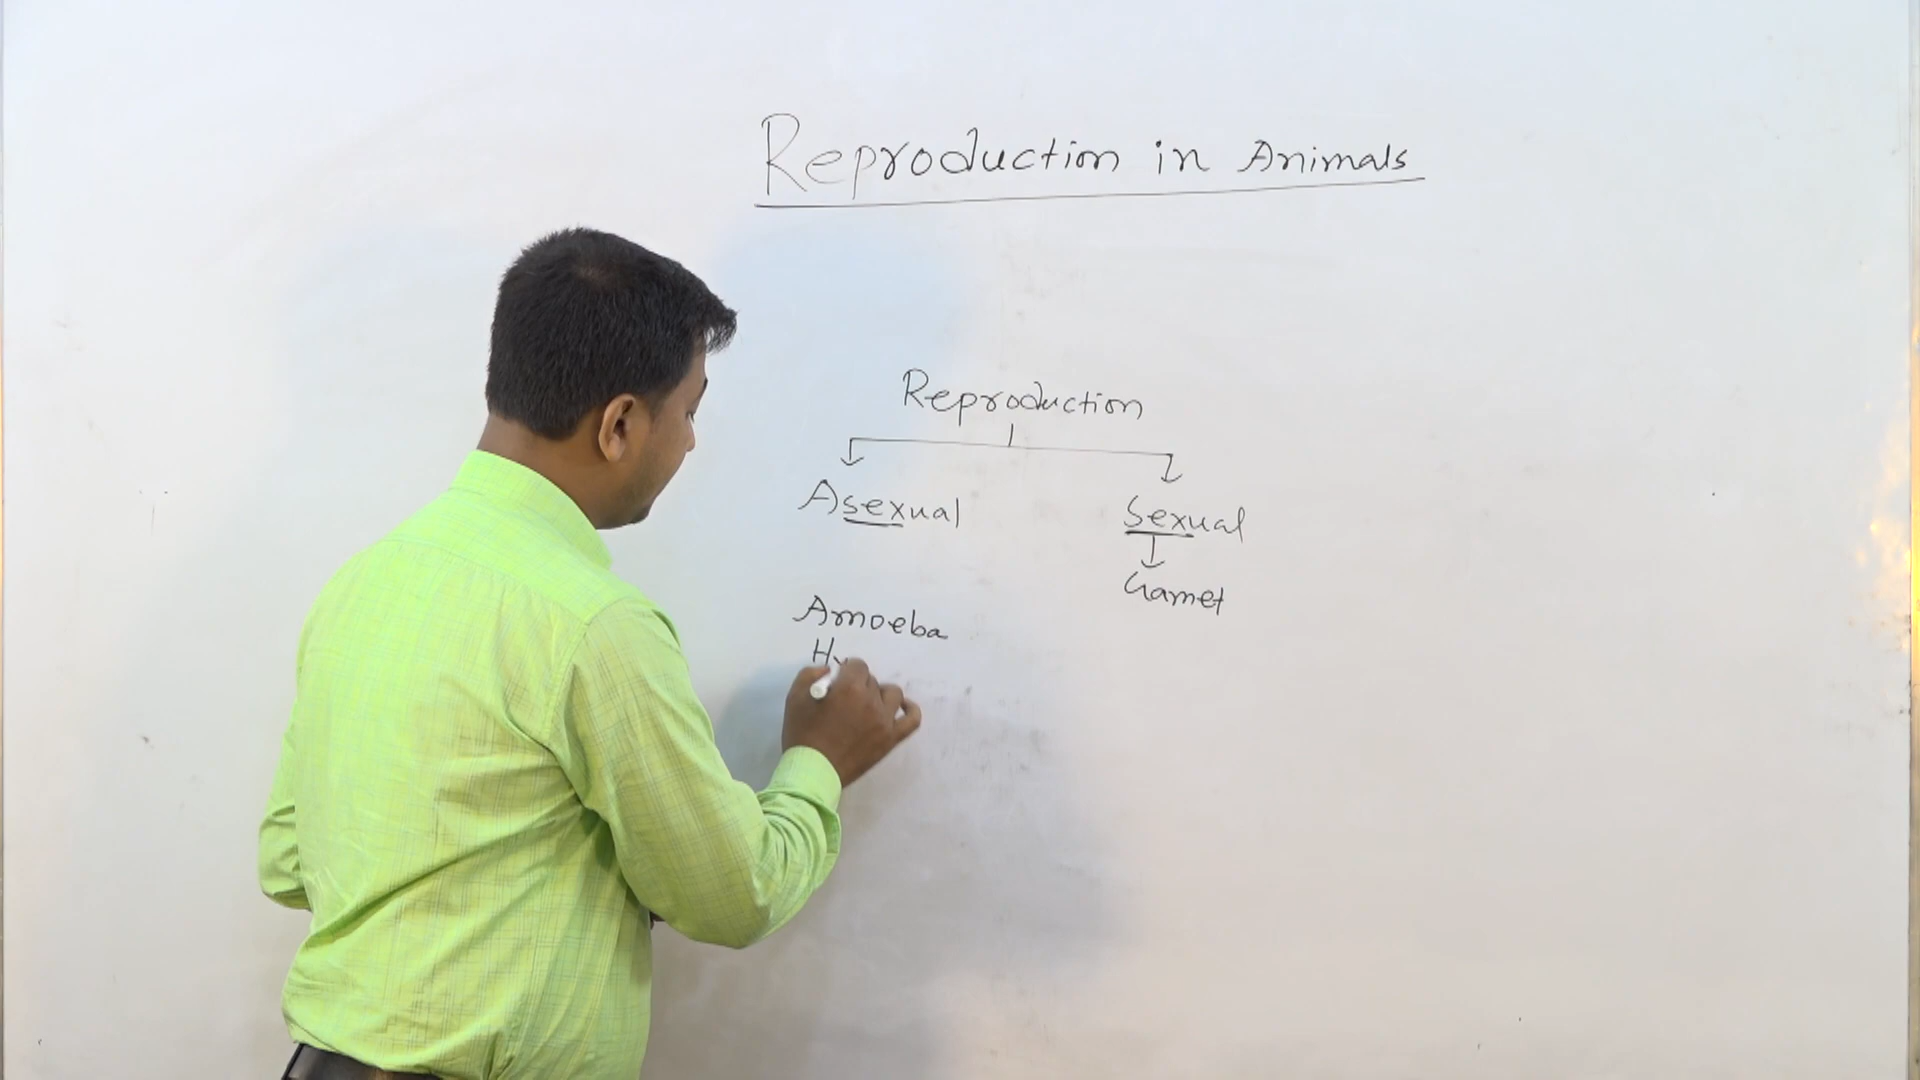 Reproduction in Animals
Reproduction
Asexual Sexual
Gamet
Amoeba
Hy